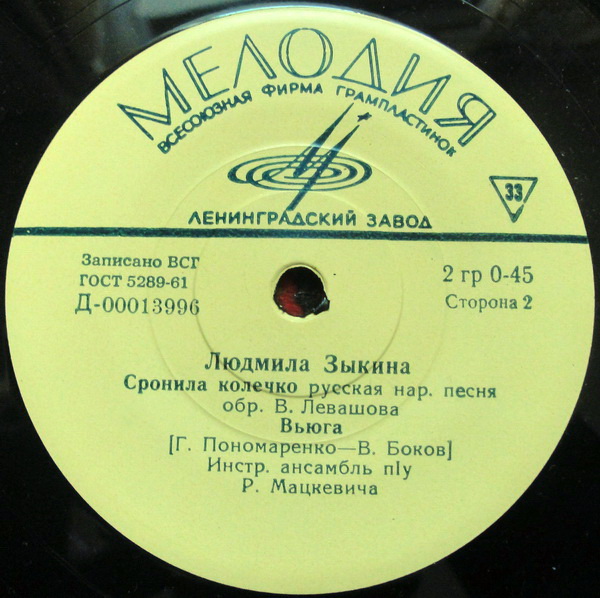 МЕЛОДИЯ
ВСЕСОЮЗНАЯ ФИРМА ГРАМПЛАСТИНОК
33
ЛЕНИНГРАДСКИЙ ЗАВОД
Записано ВСГ
ГОСТ 5289-61
Д-00013996
2 гр 0-45
Сторона 2
Людмила Зыкина
Сронила колечко русская нар. песня
обр. В. Левашова
Вьюга
[Г. Пономаренко—В. Боков]
Инстр. ансамбль п/у
Р. Мацкевича